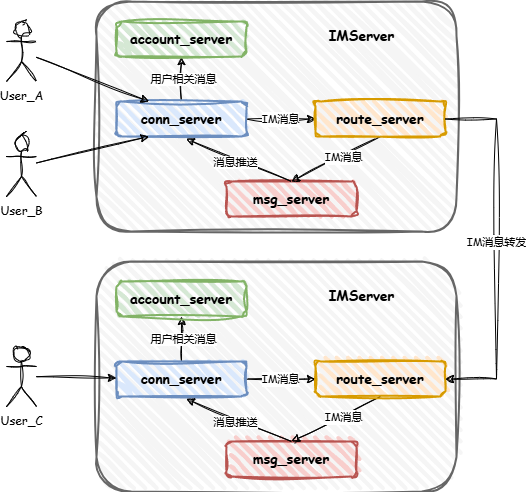 account_server
IMServer
用户相关消息
User_A
conn_server
IM消息
route_server
消息推送
IM消息
msg_server
User_B
IM消息转发
account_server
IMServer
用户相关消息
conn_server
IM消息
route_server
User_C
消息推送
IM消息
msg_server